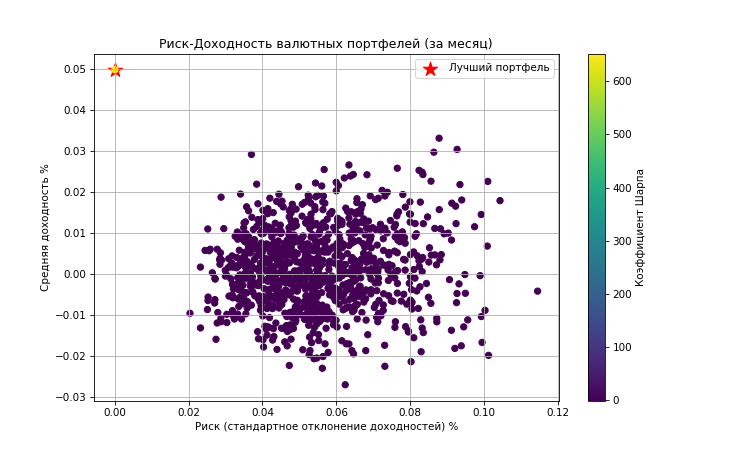 Риск-Доходность валютных портфелей (за месяц)
Лучший портфель
Средняя доходность %
0.05
0.04
0.03
0.02
0.01
0.00
−0.01
−0.02
−0.03
0.00 0.02 0.04 0.06 0.08 0.10 0.12
Риск (стандартное отклонение доходностей) %
600
500
400
300
200
100
0
Коэффициент Шарпа